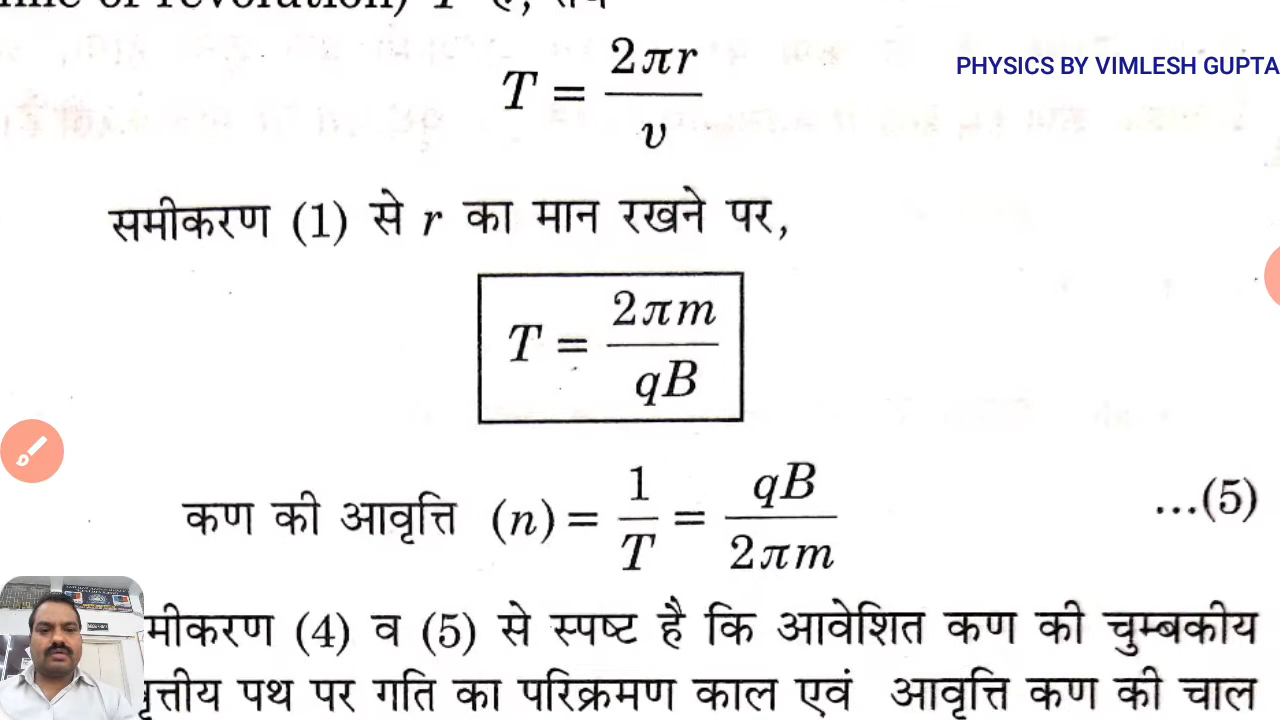 T = 2πr / v
PHYSICS BY VIMLESH GUPTA
समीकरण (1) से r का मान रखने पर,
T = 2πm / qB
कण की आवृत्ति (n) = 1 / T = qB / 2πm ...(5)
मीकरण (4) व (5) से स्पष्ट है कि आवेशित कण की चुम्बकीय
पथ पर गति का परिक्रमण काल एवं आवृत्ति कण की चाल